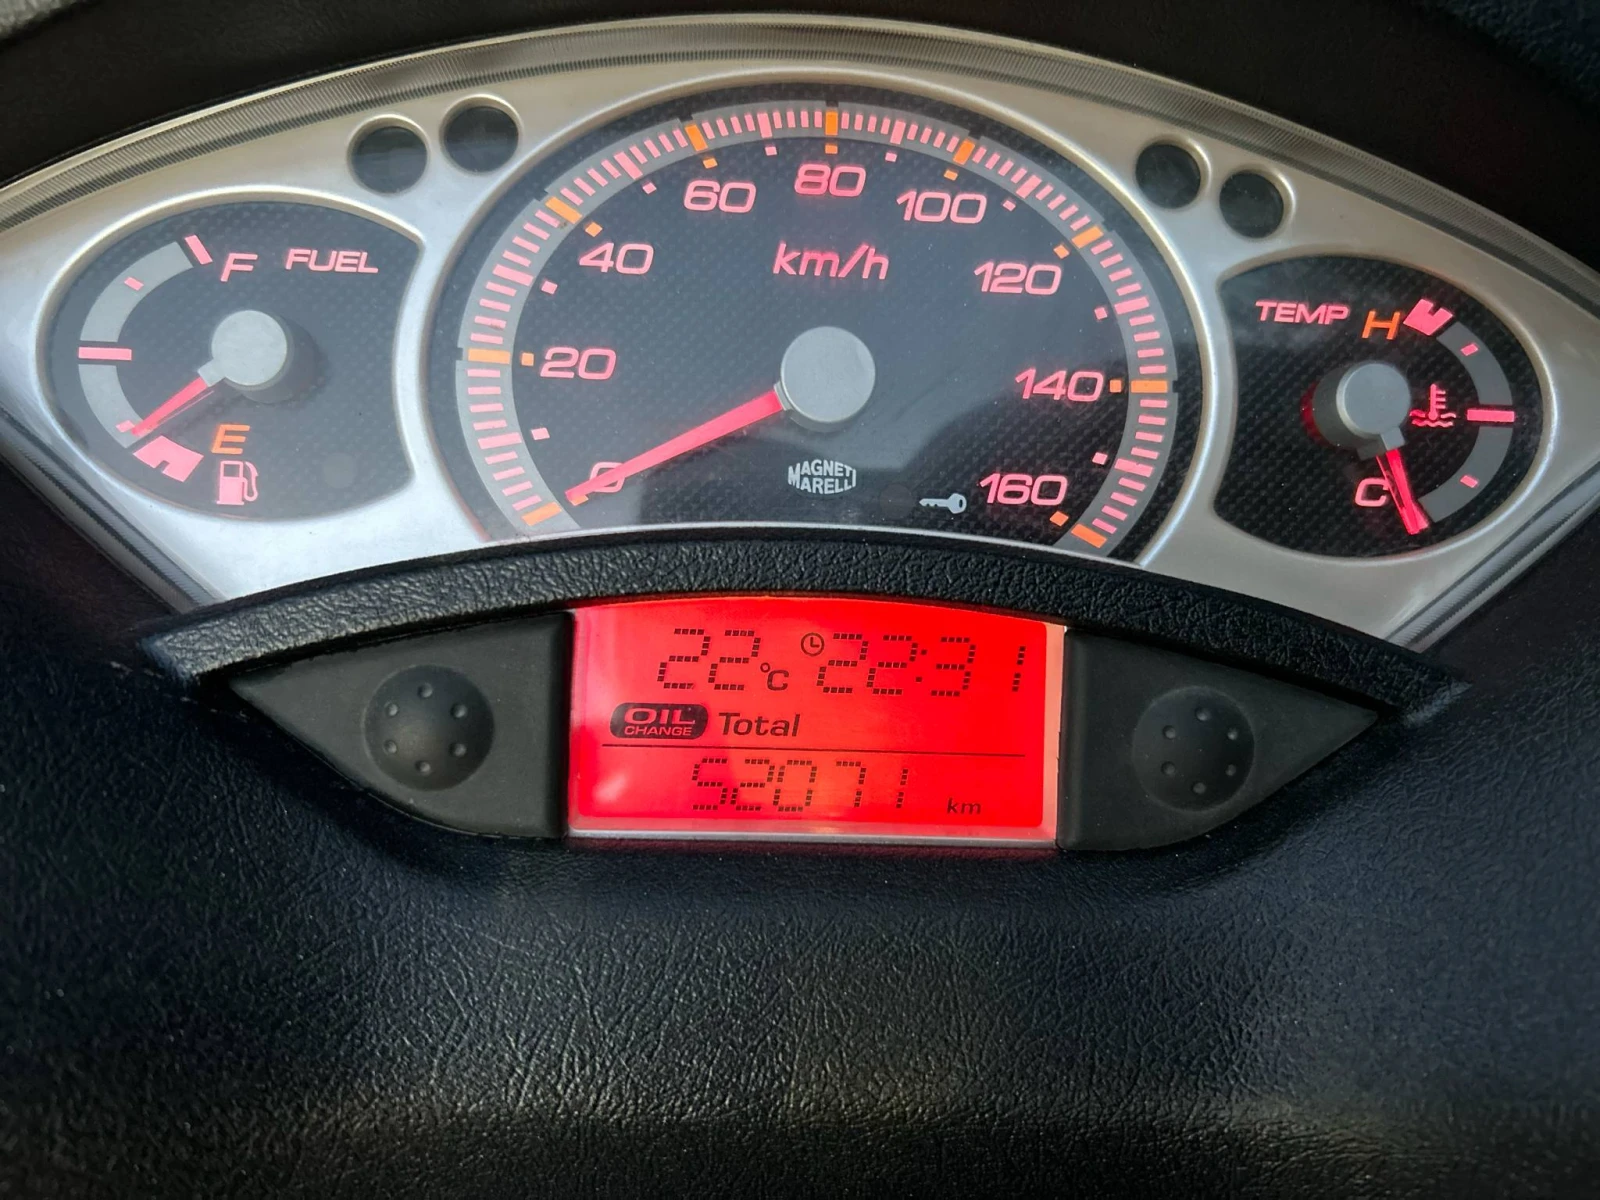 F FUEL
E
0
20
40
60
80
100
120
140
160
km/h
MAGNETI
MARELLI
TEMP H
C
22 °C 22:31
OIL
CHANGE
Total
52071 km